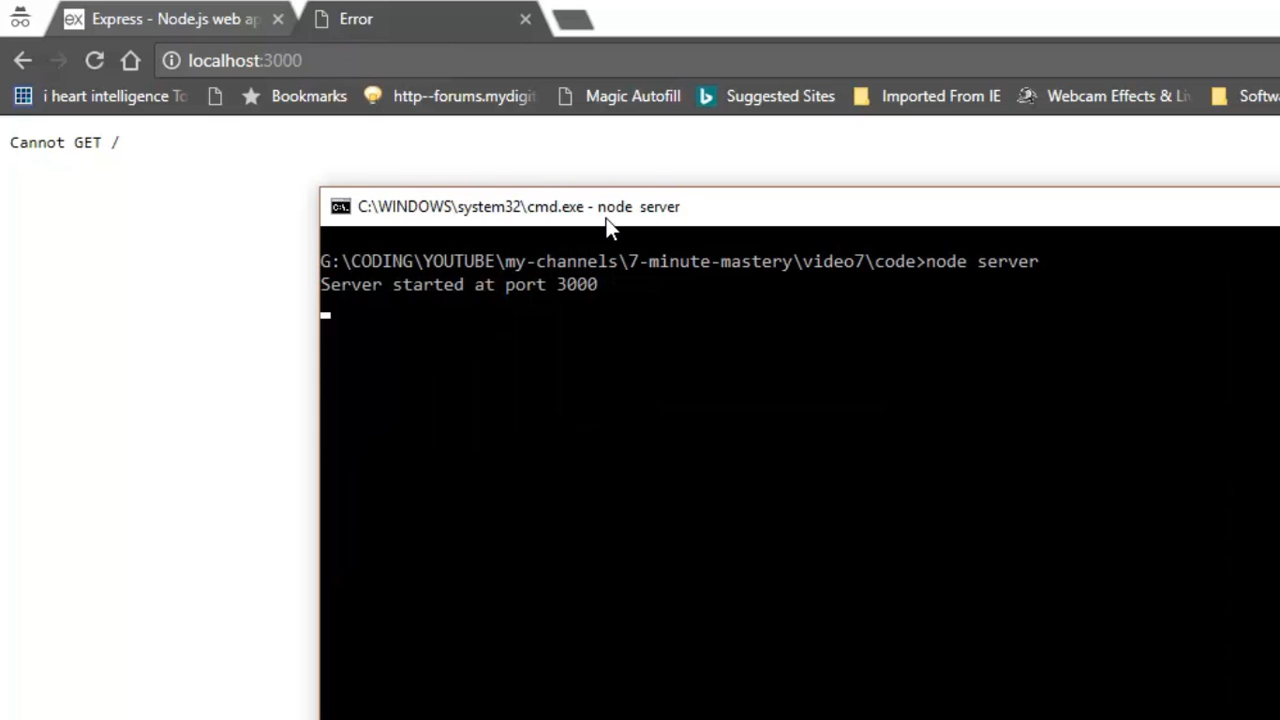 Express - Node.js web ap
Error
localhost:3000
i heart intelligence To
Bookmarks
http--forums.mydigit
Magic Autofill
Suggested Sites
Imported From IE
Webcam Effects & Li
Softwa
Cannot GET /
C:\WINDOWS\system32\cmd.exe - node  server
G:\CODING\YOUTUBE\my-channels\7-minute-mastery\video7\code>node server
Server started at port 3000